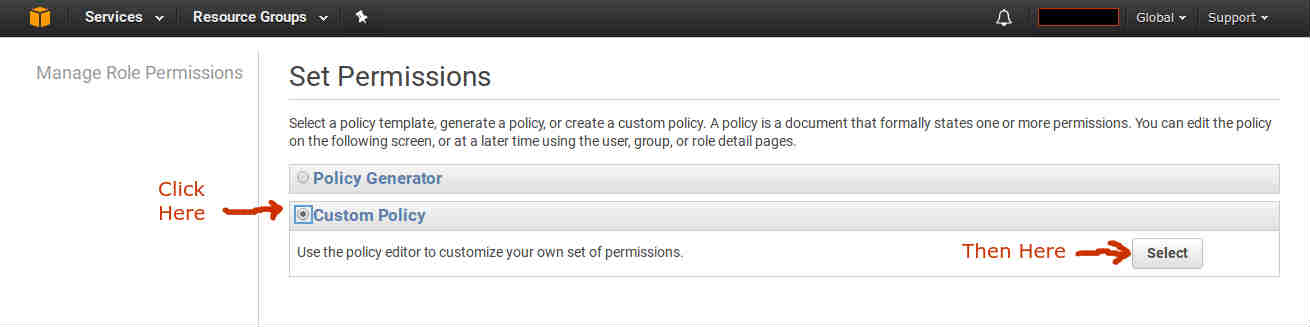 Services Resource Groups Global Support
Manage Role Permissions
Set Permissions
Select a policy template, generate a policy, or create a custom policy. A policy is a document that formally states one or more permissions. You can edit the policy
on the following screen, or at a later time using the user, group, or role detail pages.
Policy Generator
Click
Here
Custom Policy
Use the policy editor to customize your own set of permissions.
Then Here
Select